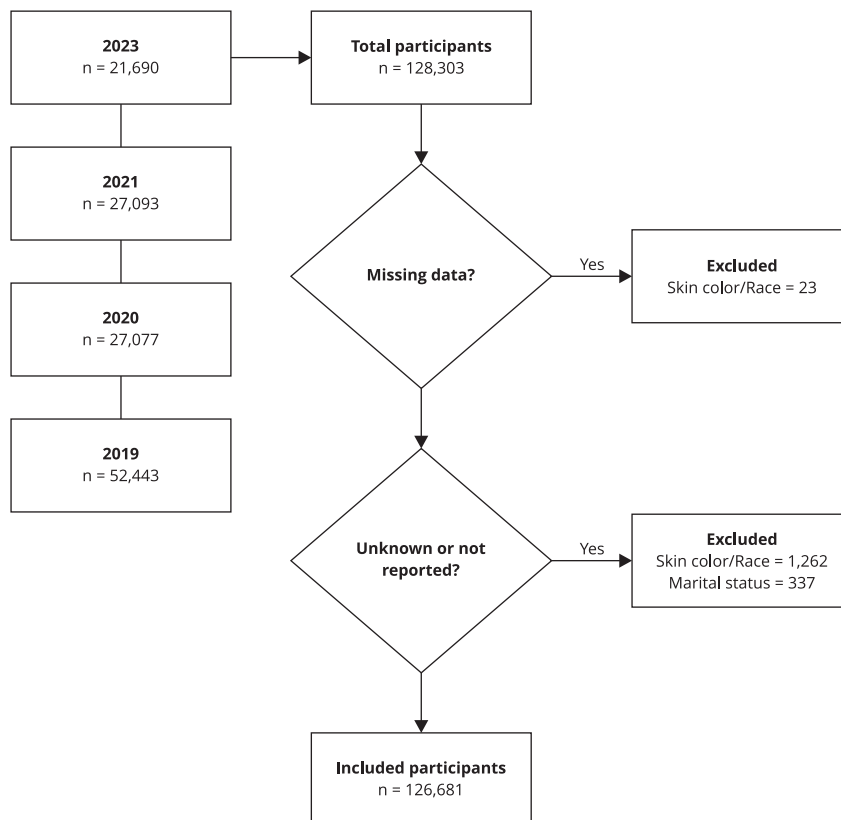 2023
n = 21,690
Total participants
n = 128,303
2021
n = 27,093
Missing data?
Yes
Excluded
Skin color/Race = 23
2020
n = 27,077
2019
n = 52,443
Unknown or not
reported?
Yes
Excluded
Skin color/Race = 1,262
Marital status = 337
Included participants
n = 126,681